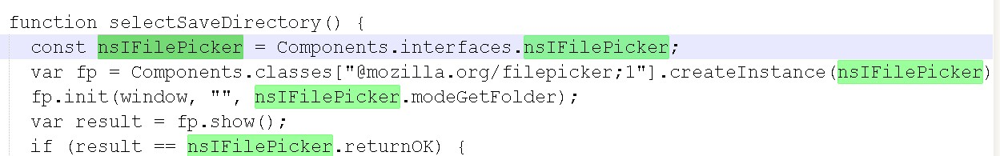 function selectSaveDirectory() {
const nsIFilePicker = Components.interfaces.nsIFilePicker;
var fp = Components.classes["@mozilla.org/filepicker;1"].createInstance(nsIFilePicker)
fp.init(window, "", nsIFilePicker.modeGetFolder);
var result = fp.show();
if (result == nsIFilePicker.returnOK) {